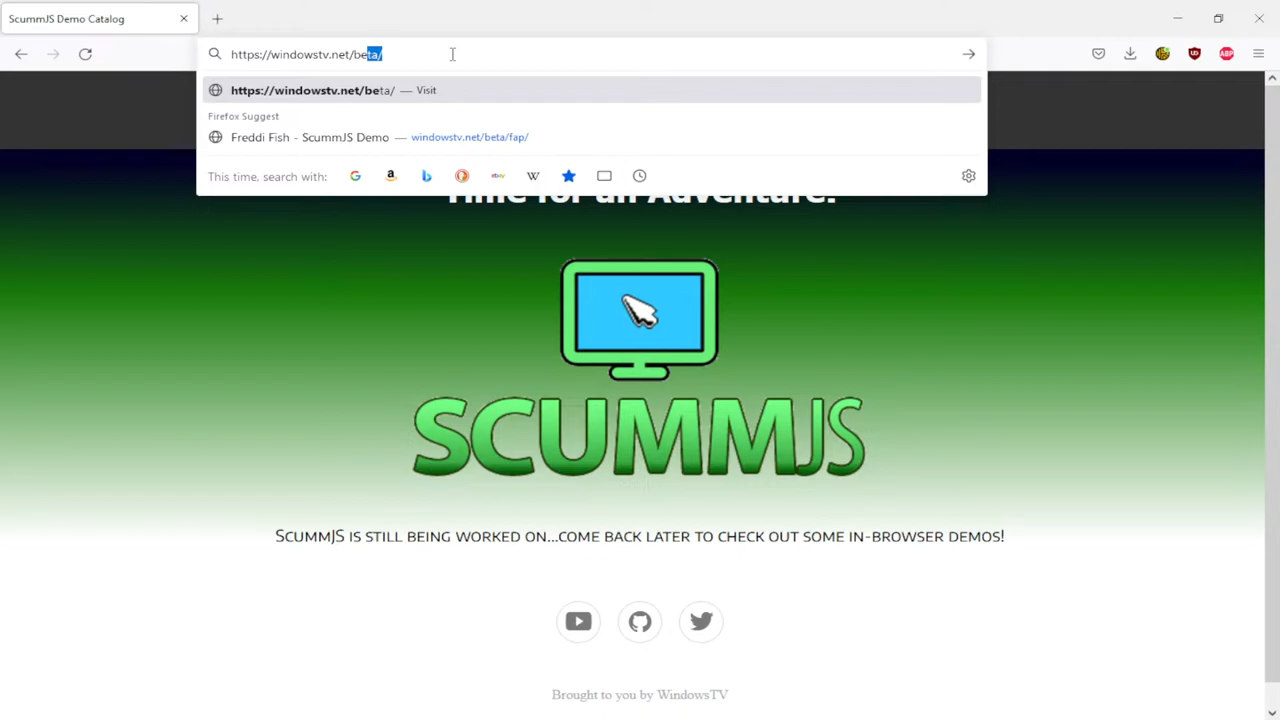 ScummJS Demo Catalog
https://windowstv.net/beta/
https://windowstv.net/beta/ — Visit
Firefox Suggest
Freddi Fish - ScummJS Demo — windowstv.net/beta/fap/
This time, search with: G a b ebay W
Time for an Adventure!
SCUMMJS
ScummJS is still being worked on...come back later to check out some in-browser demos!
Brought to you by WindowsTV